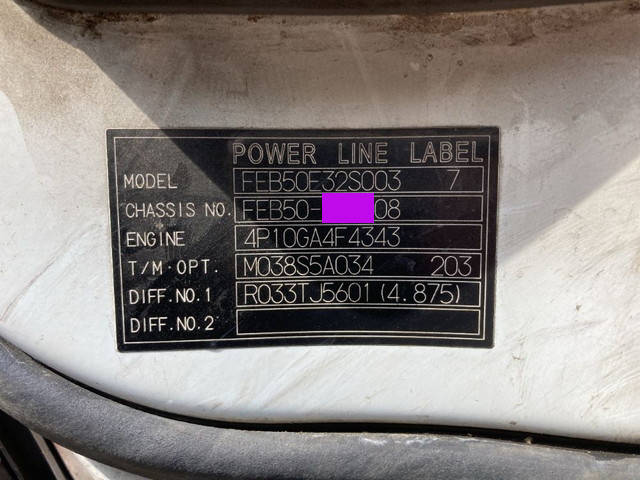 POWER LINE LABEL
MODEL FEB50E32S003 7
CHASSIS NO. FEB50- 08
ENGINE 4P10GA4F4343
T/M·OPT. M038S5A034 203
DIFF.NO.1 R033TJ5601(4.875)
DIFF.NO.2